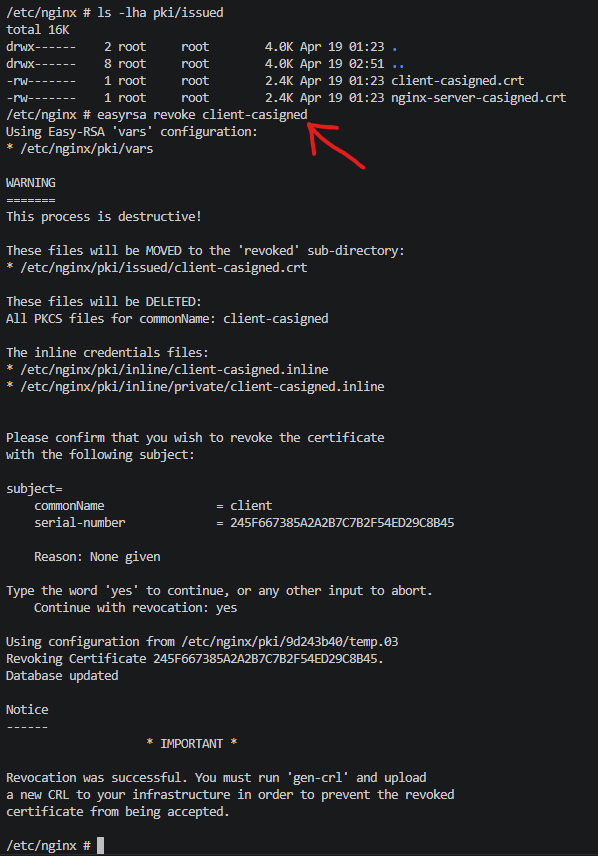 /etc/nginx # ls -lha pki/issued
total 16K
drwx------    2 root     root        4.0K Apr 19 01:23 .
drwx------    8 root     root        4.0K Apr 19 02:51 ..
-rw-------    1 root     root        2.4K Apr 19 01:23 client-casigned.crt
-rw-------    1 root     root        2.4K Apr 19 01:23 nginx-server-casigned.crt
/etc/nginx # easyrsa revoke client-casigned
Using Easy-RSA 'vars' configuration:
* /etc/nginx/pki/vars

WARNING
=======
This process is destructive!

These files will be MOVED to the 'revoked' sub-directory:
* /etc/nginx/pki/issued/client-casigned.crt

These files will be DELETED:
All PKCS files for commonName: client-casigned

The inline credentials files:
* /etc/nginx/pki/inline/client-casigned.inline
* /etc/nginx/pki/inline/private/client-casigned.inline

Please confirm that you wish to revoke the certificate
with the following subject:

subject=
    commonName                = client
    serial-number             = 245F667385A2A2B7C7B2F54ED29C8B45

    Reason: None given

Type the word 'yes' to continue, or any other input to abort.
    Continue with revocation: yes

Using configuration from /etc/nginx/pki/9d243b40/temp.03
Revoking Certificate 245F667385A2A2B7C7B2F54ED29C8B45.
Database updated

Notice
------
                    * IMPORTANT *

Revocation was successful. You must run 'gen-crl' and upload
a new CRL to your infrastructure in order to prevent the revoked
certificate from being accepted.

/etc/nginx #